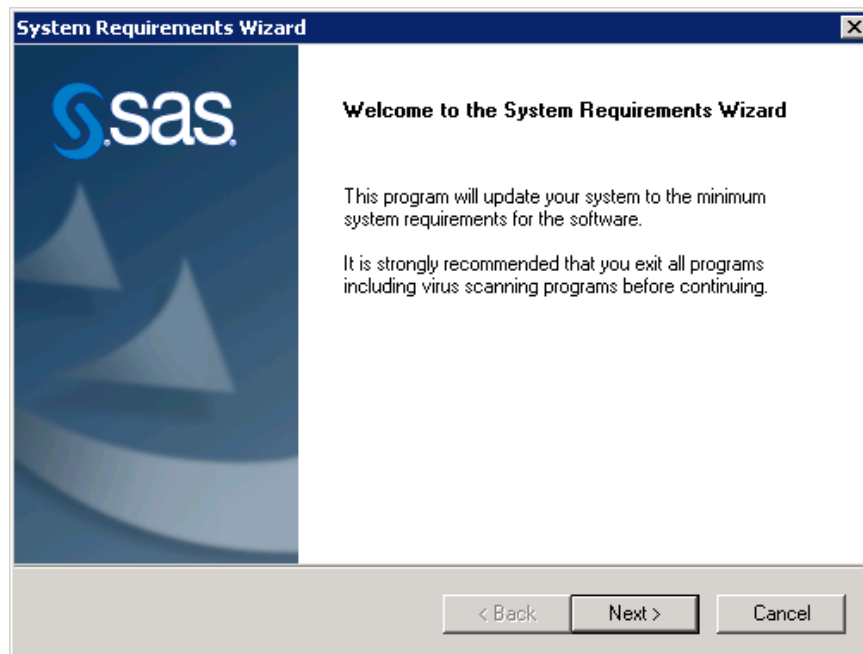 System Requirements Wizard
sas
Welcome to the System Requirements Wizard
This program will update your system to the minimum
system requirements for the software.
It is strongly recommended that you exit all programs
including virus scanning programs before continuing.
< Back
Next >
Cancel